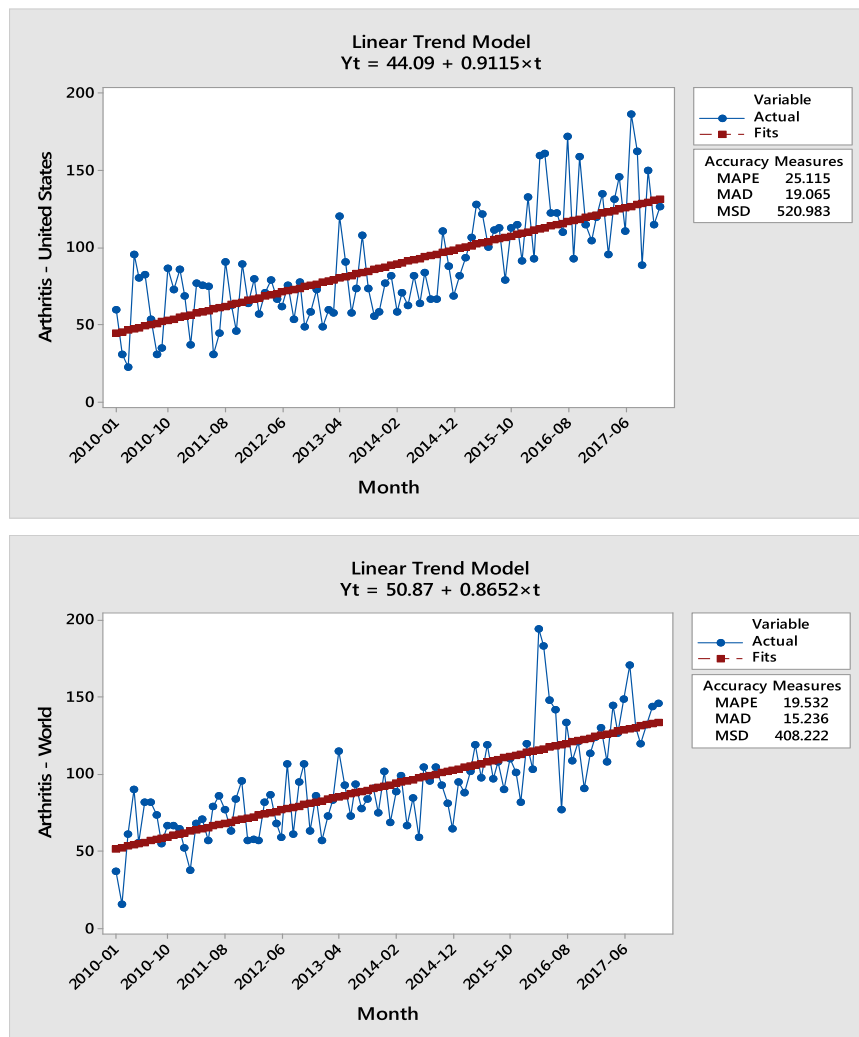 Linear Trend Model
Yt = 44.09 + 0.9115×t
200
150
100
50
0
Arthritis - United States
2010-01
2010-10
2011-08
2012-06
2013-04
2014-02
2014-12
2015-10
2016-08
2017-06
Month
Variable
Actual
Fits
Accuracy Measures
MAPE 25.115
MAD 19.065
MSD 520.983
Linear Trend Model
Yt = 50.87 + 0.8652×t
200
150
100
50
0
Arthritis - World
2010-01
2010-10
2011-08
2012-06
2013-04
2014-02
2014-12
2015-10
2016-08
2017-06
Month
Variable
Actual
Fits
Accuracy Measures
MAPE 19.532
MAD 15.236
MSD 408.222